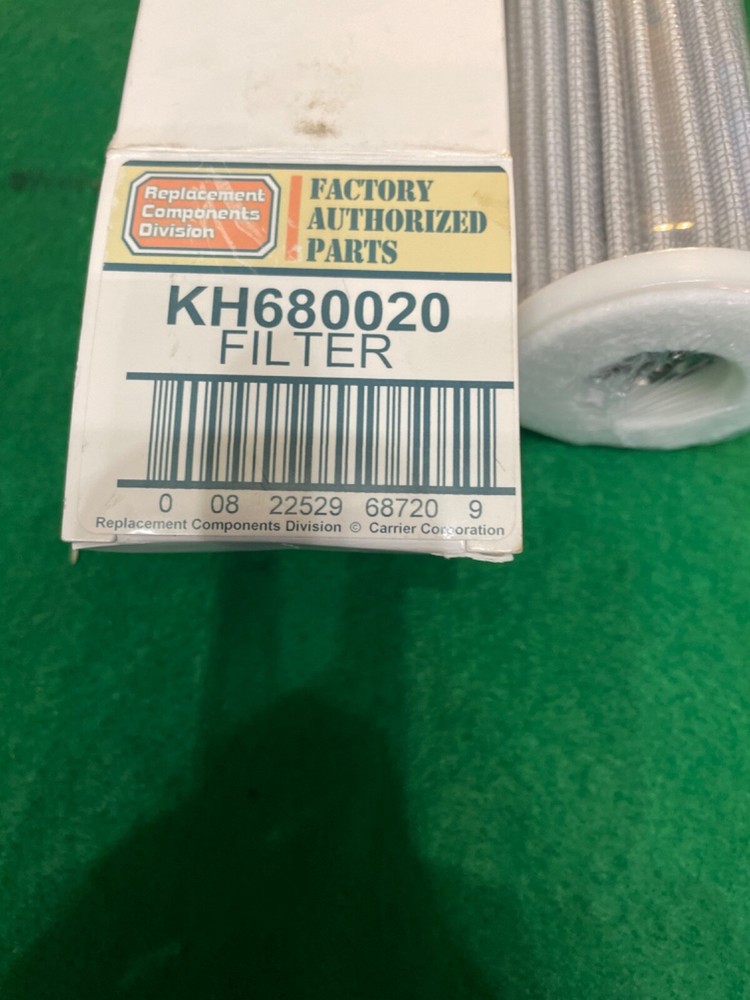 Replacement
Components
Division
FACTORY
AUTHORIZED
PARTS
KH680020
FILTER
0 08 22529 68720 9
Replacement Components Division © Carrier Corporation